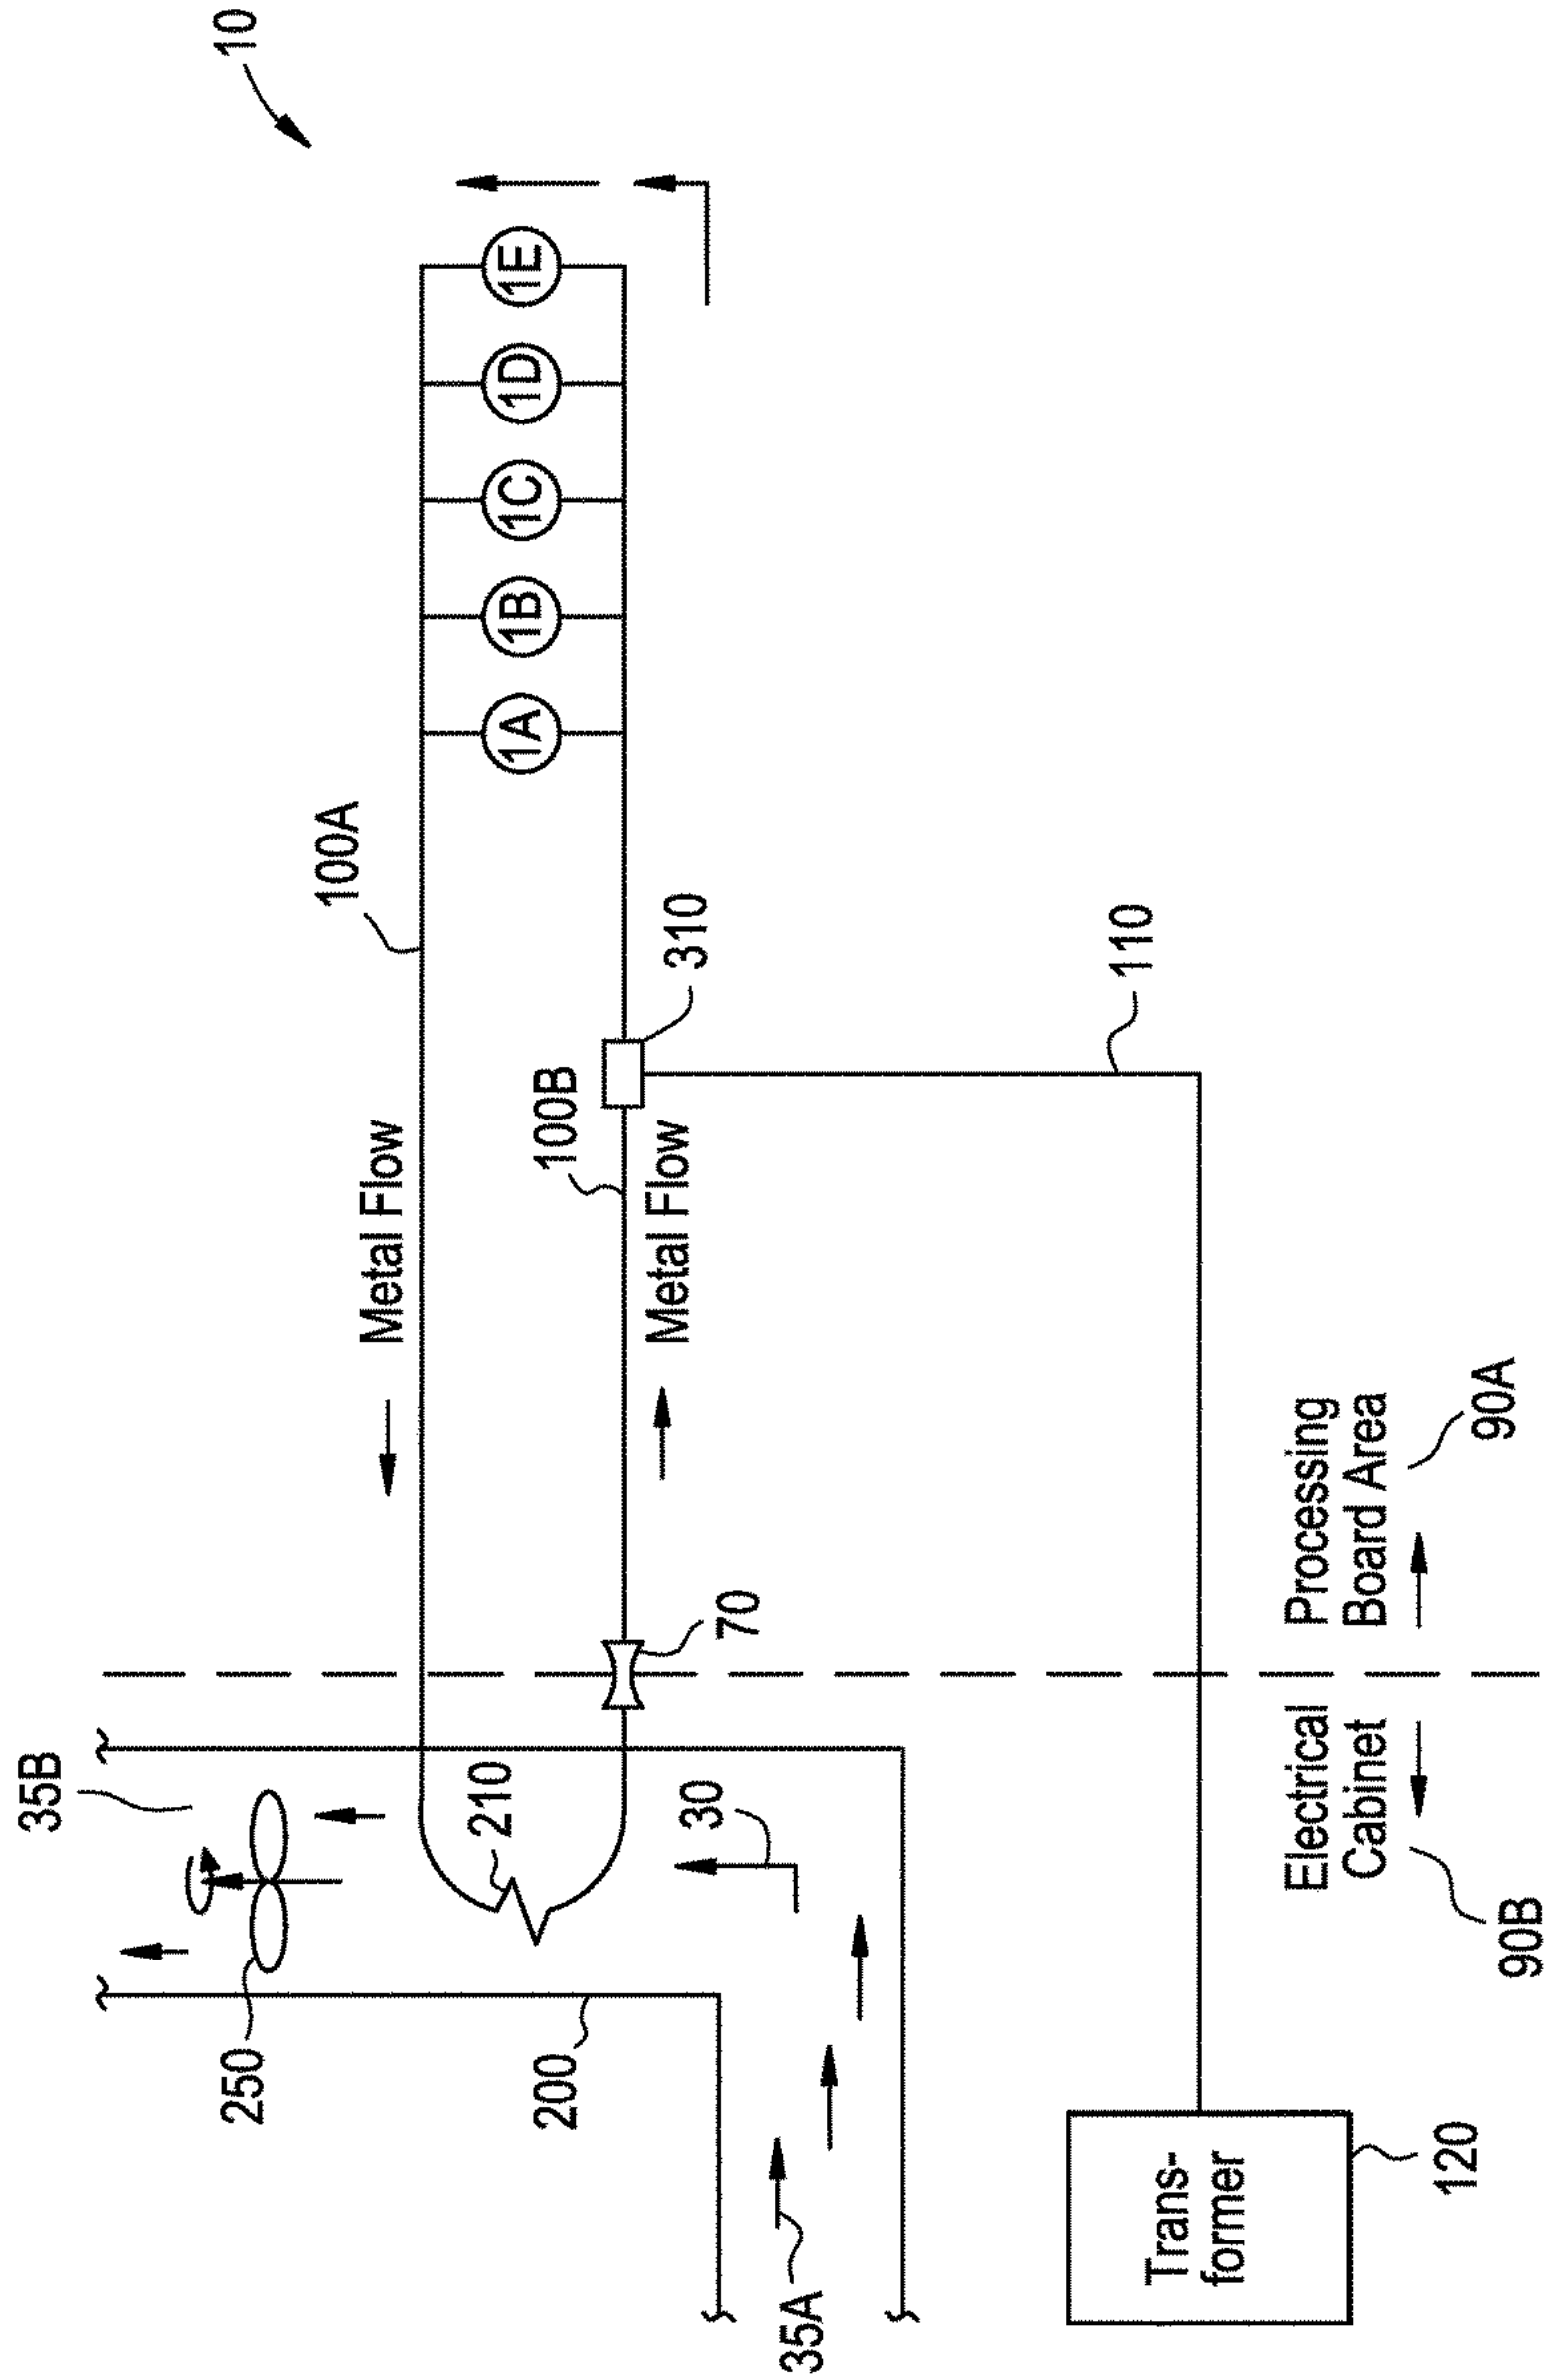 35B
250
10
100A
Metal Flow
210
1A
1B
1C
1D
1E
200
100B
Metal Flow
310
30
70
35A
110
Trans-
former
Electrical
Cabinet
Processing
Board Area
120
90A
90B